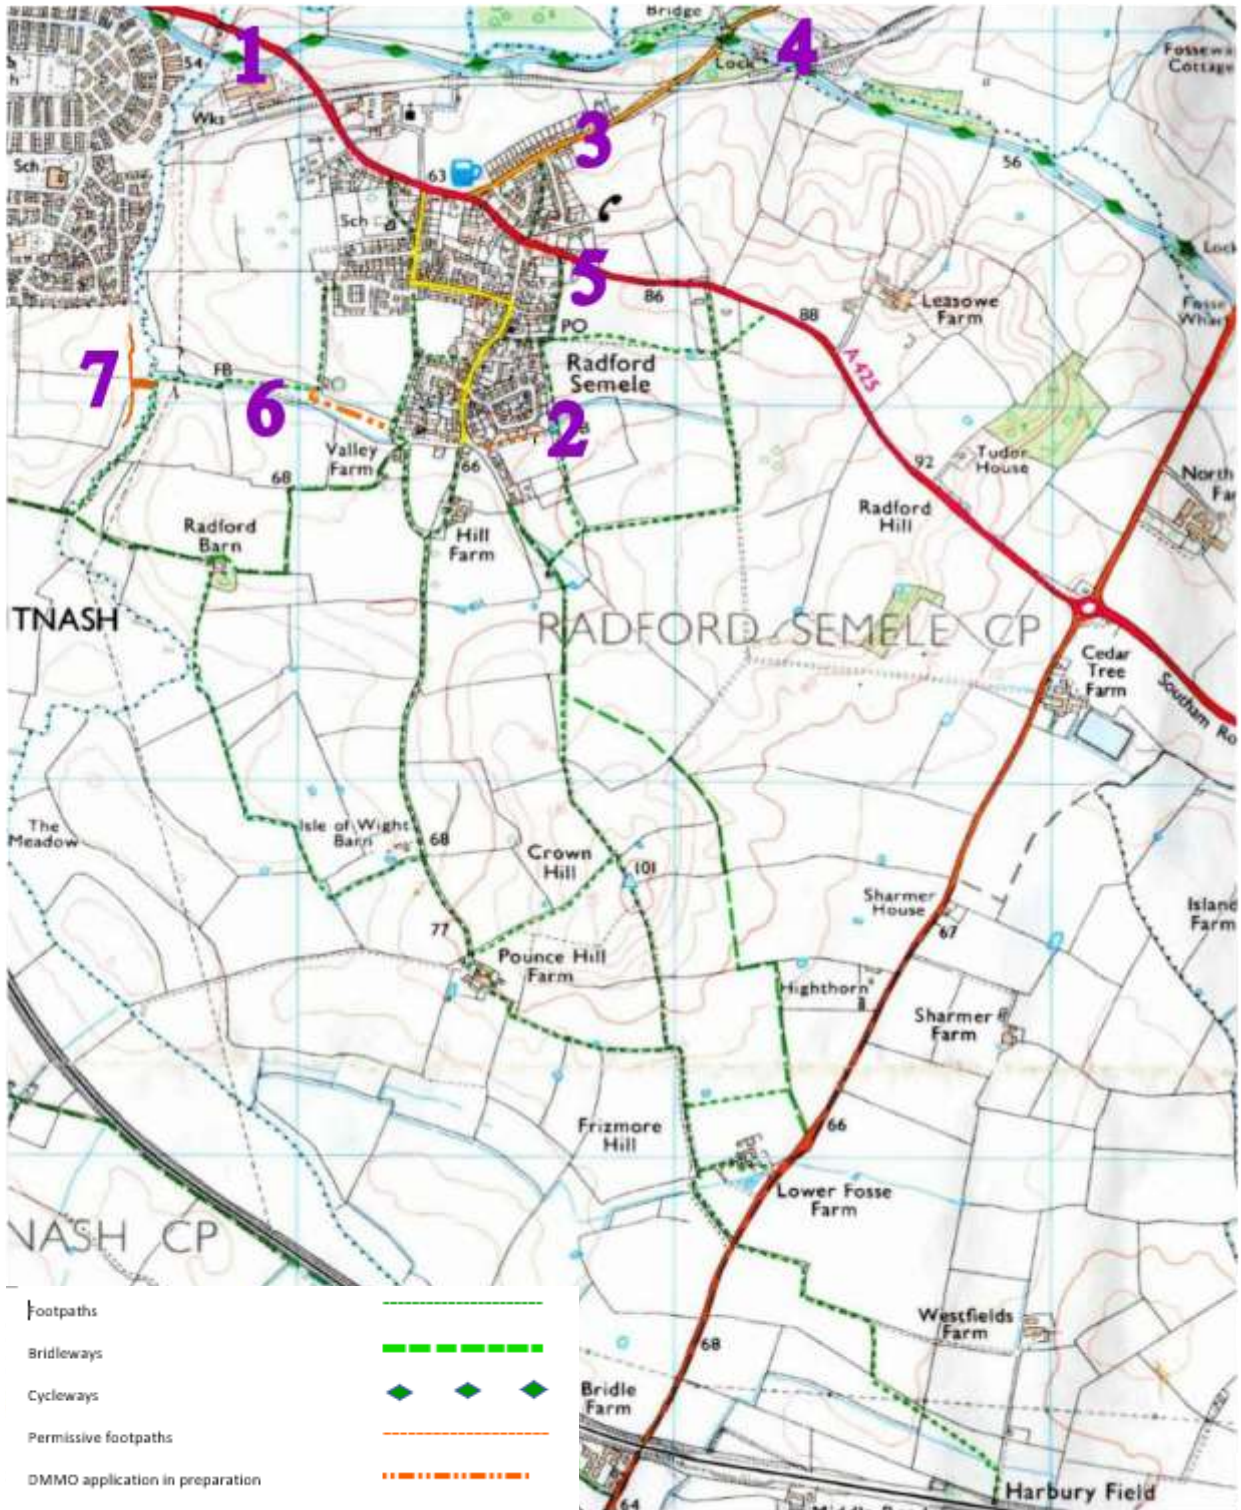 Bridge
54
1
4
Lock
Fosseway
Cottage
Wks
3
Sch
63
56
Sch
5
86
Lock
Leasowe
Farm
88
Fosse
Wharf
PO
A 425
Radford
Semele
7
FB
6
2
Valley
Farm
66
68
92
Tudor
House
North
Radford
Hill
Radford
Barn
Hill
Farm
TNASH
RADFORD SEMELE CP
Cedar
Tree
Farm
Southam Ro
The
Meadow
Isle of Wight
Barn
68
Crown
Hill
101
Sharmer
House
67
Island
Farm
77
Pounce Hill
Farm
Highthorn
Sharmer
Farm
Frizmore
Hill
66
Lower Fosse
Farm
NASH CP
Westfields
Farm
68
Bridle
Farm
Harbury Field
64
Footpaths
Bridleways
Cycleways
Permissive footpaths
DMMO application in preparation